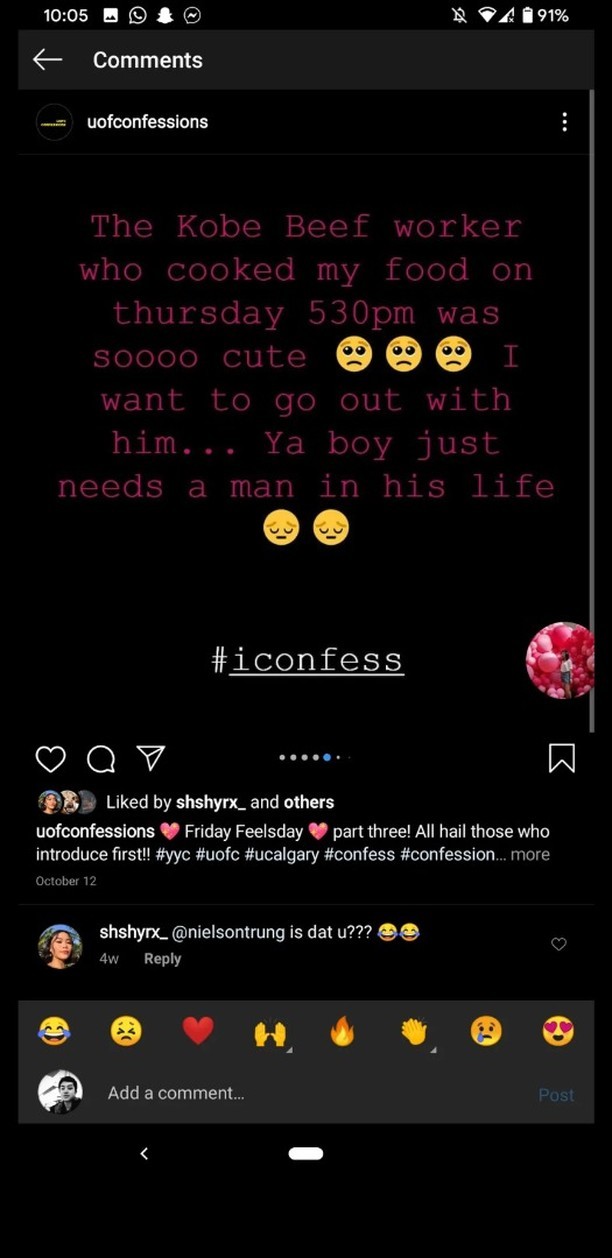 10:05 91%
Comments
uofconfessions
The Kobe Beef worker
who cooked my food on
thursday 530pm was
soooo cute 🥺🥺🥺 I
want to go out with
him... Ya boy just
needs a man in his life
😔😔
#iconfess
Liked by shshyrx_ and others
uofconfessions 💖 Friday Feelsday 💖 part three! All hail those who
introduce first!! #yyc #uofc #ucalgary #confess #confession... more
October 12
shshyrx_ @nielsontrung is dat u??? 😂😂
4w Reply
😂 😣 ❤️ 🙌 🔥 👏 😢 😍
Add a comment... Post